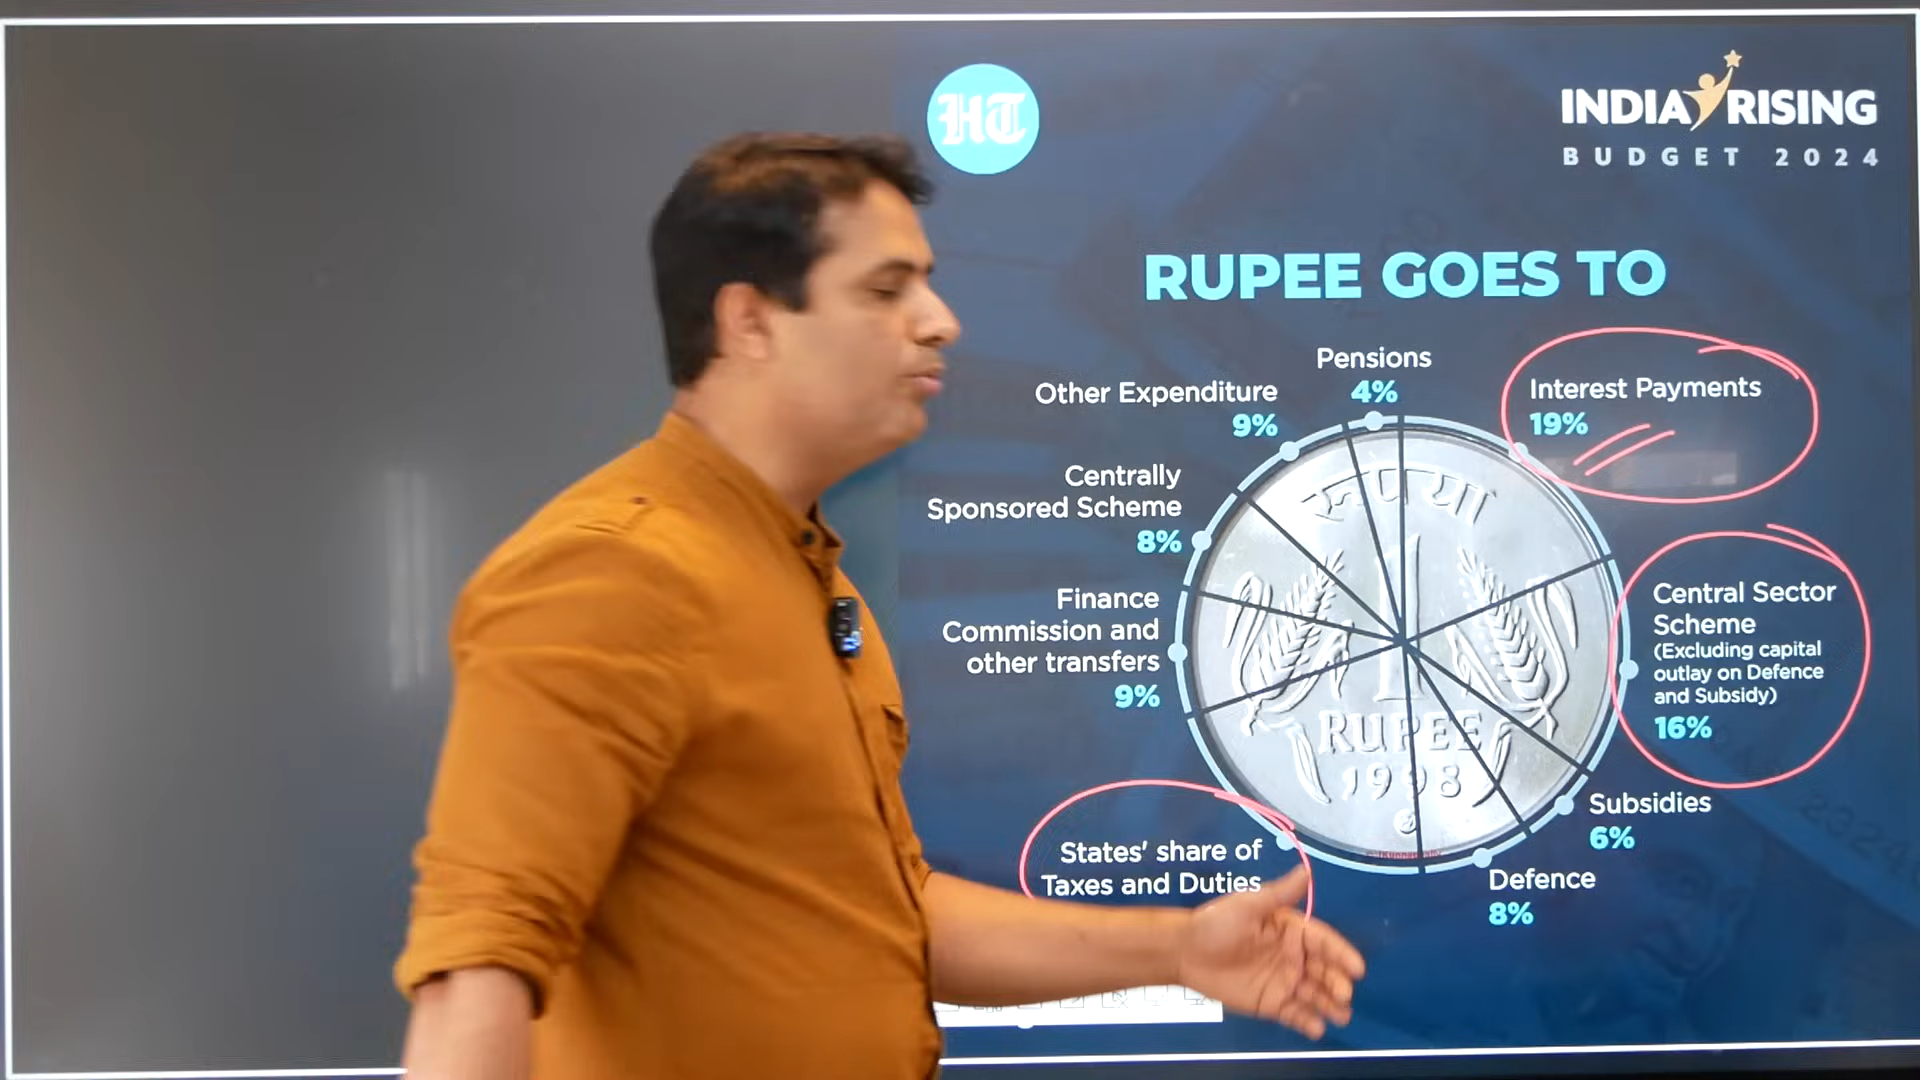 HT
INDIA RISING
BUDGET 2024
RUPEE GOES TO
Pensions
4%
Interest Payments
19%
Other Expenditure
9%
Centrally
Sponsored Scheme
8%
Finance
Commission and
other transfers
9%
Central Sector
Scheme
(Excluding capital
outlay on Defence
and Subsidy)
16%
Subsidies
6%
Defence
8%
States' share of
Taxes and Duties
रुपया
1
RUPEE
1998